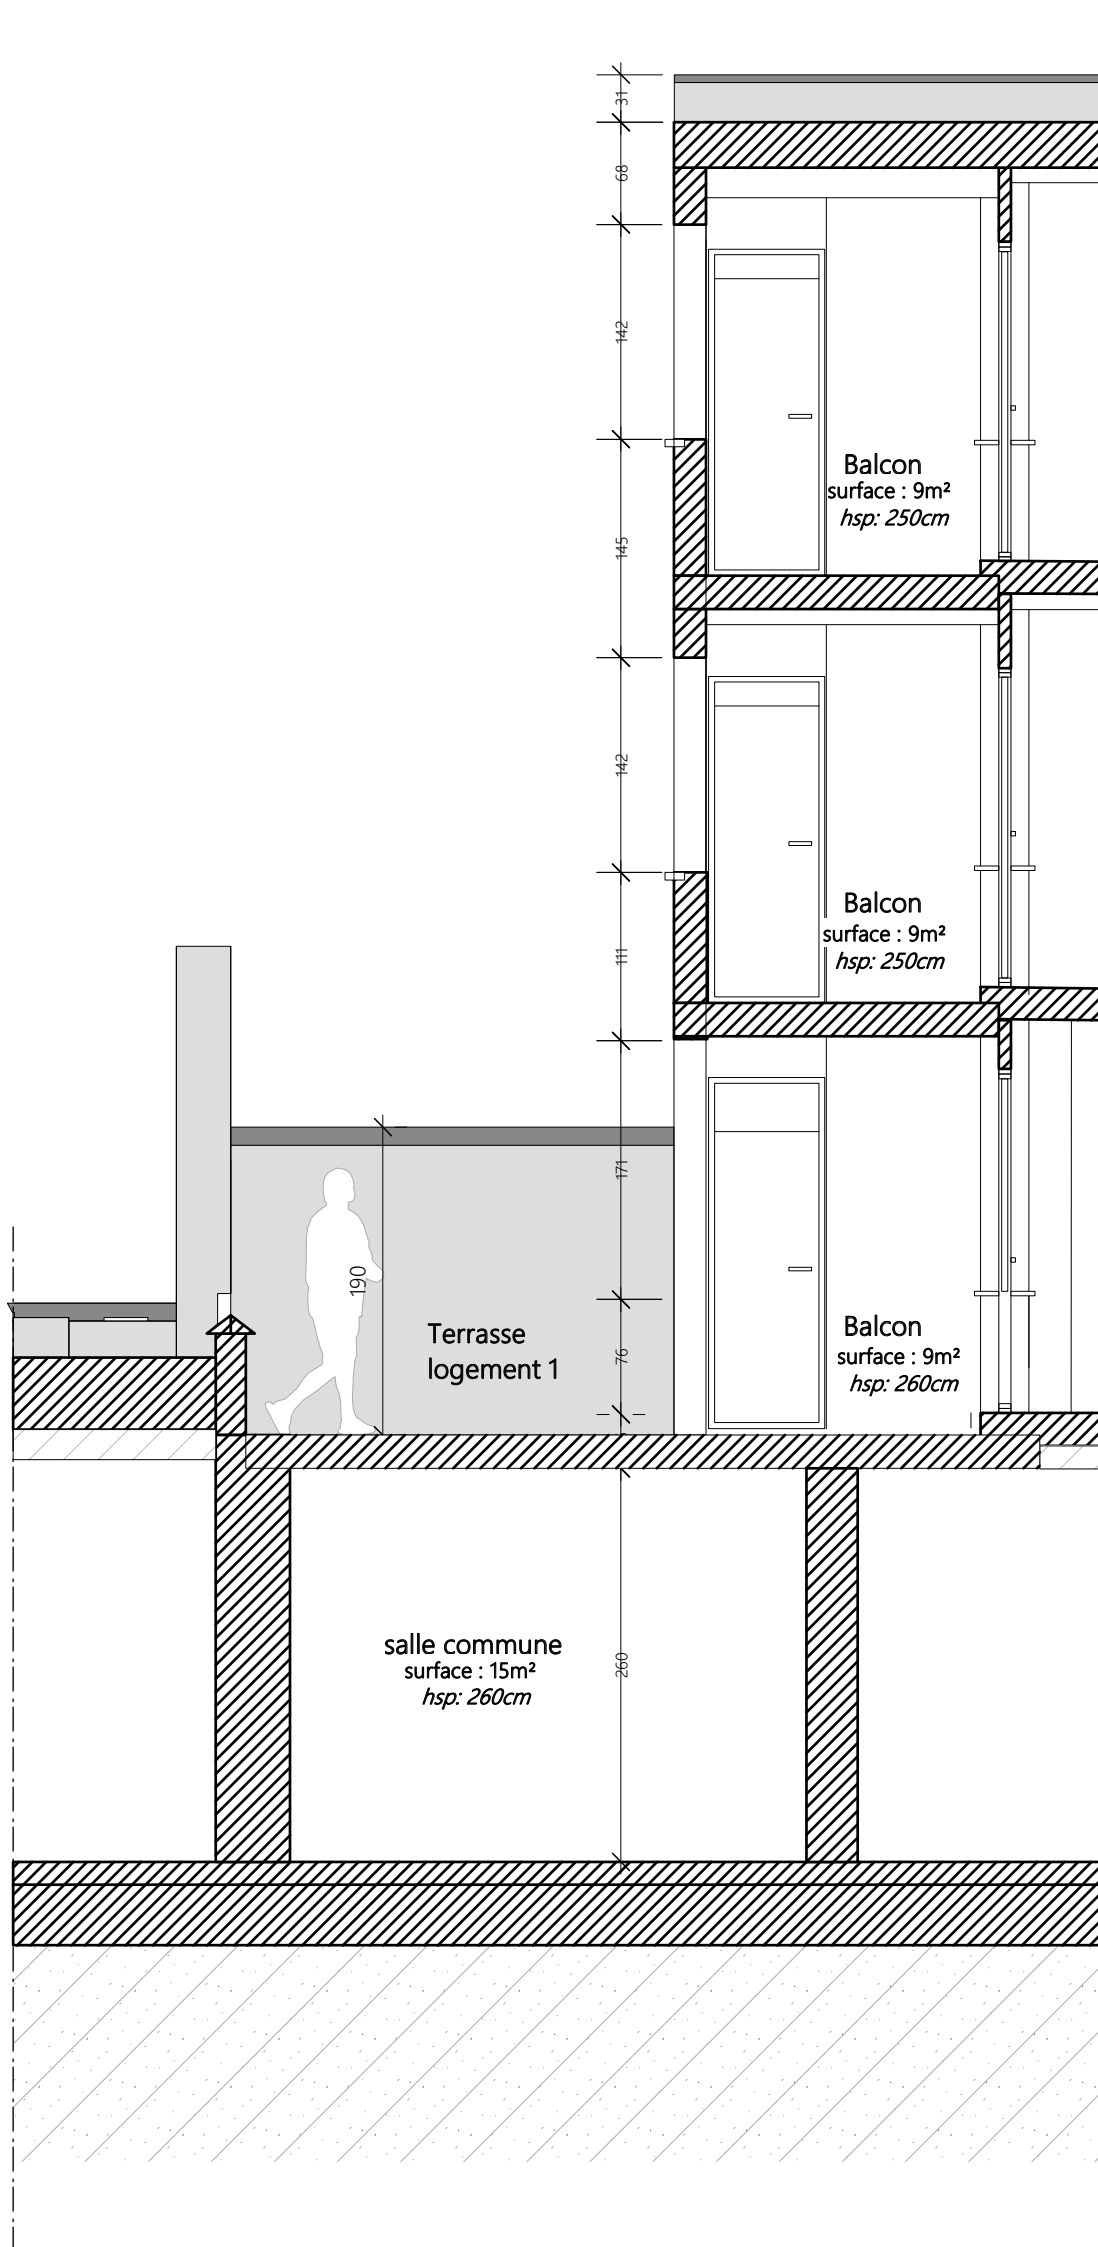 31
68
142
145
Balcon
surface : 9m²
hsp: 250cm
142
111
Balcon
surface : 9m²
hsp: 250cm
171
190
76
Terrasse
logement 1
Balcon
surface : 9m²
hsp: 260cm
salle commune
surface : 15m²
hsp: 260cm
260